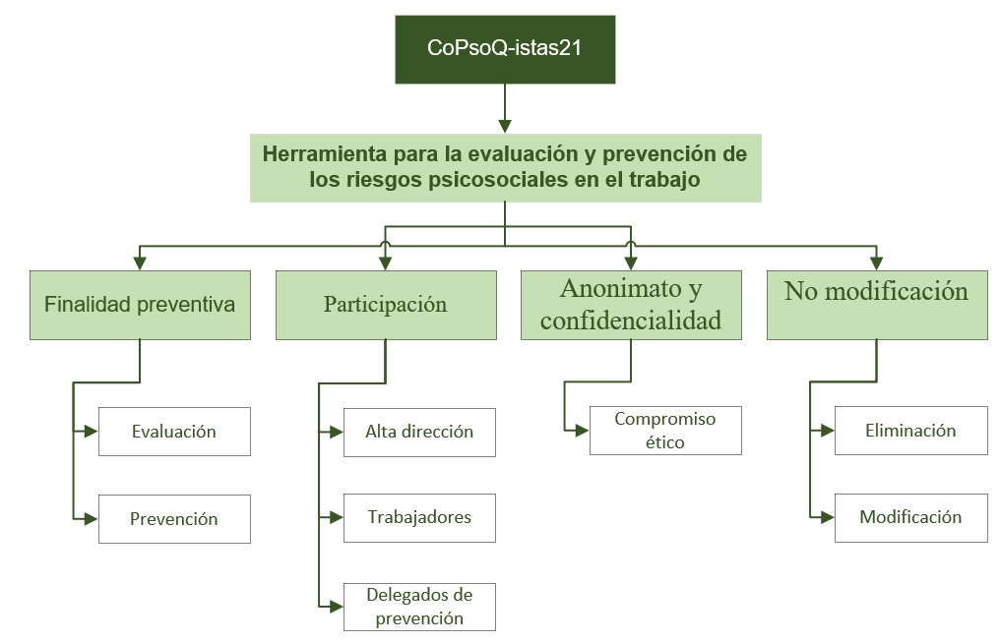 CoPsoQ-istas21
Herramienta para la evaluación y prevención de
los riesgos psicosociales en el trabajo
Finalidad preventiva
Participación
Anonimato y
confidencialidad
No modificación
Evaluación
Prevención
Alta dirección
Trabajadores
Delegados de
prevención
Compromiso
ético
Eliminación
Modificación